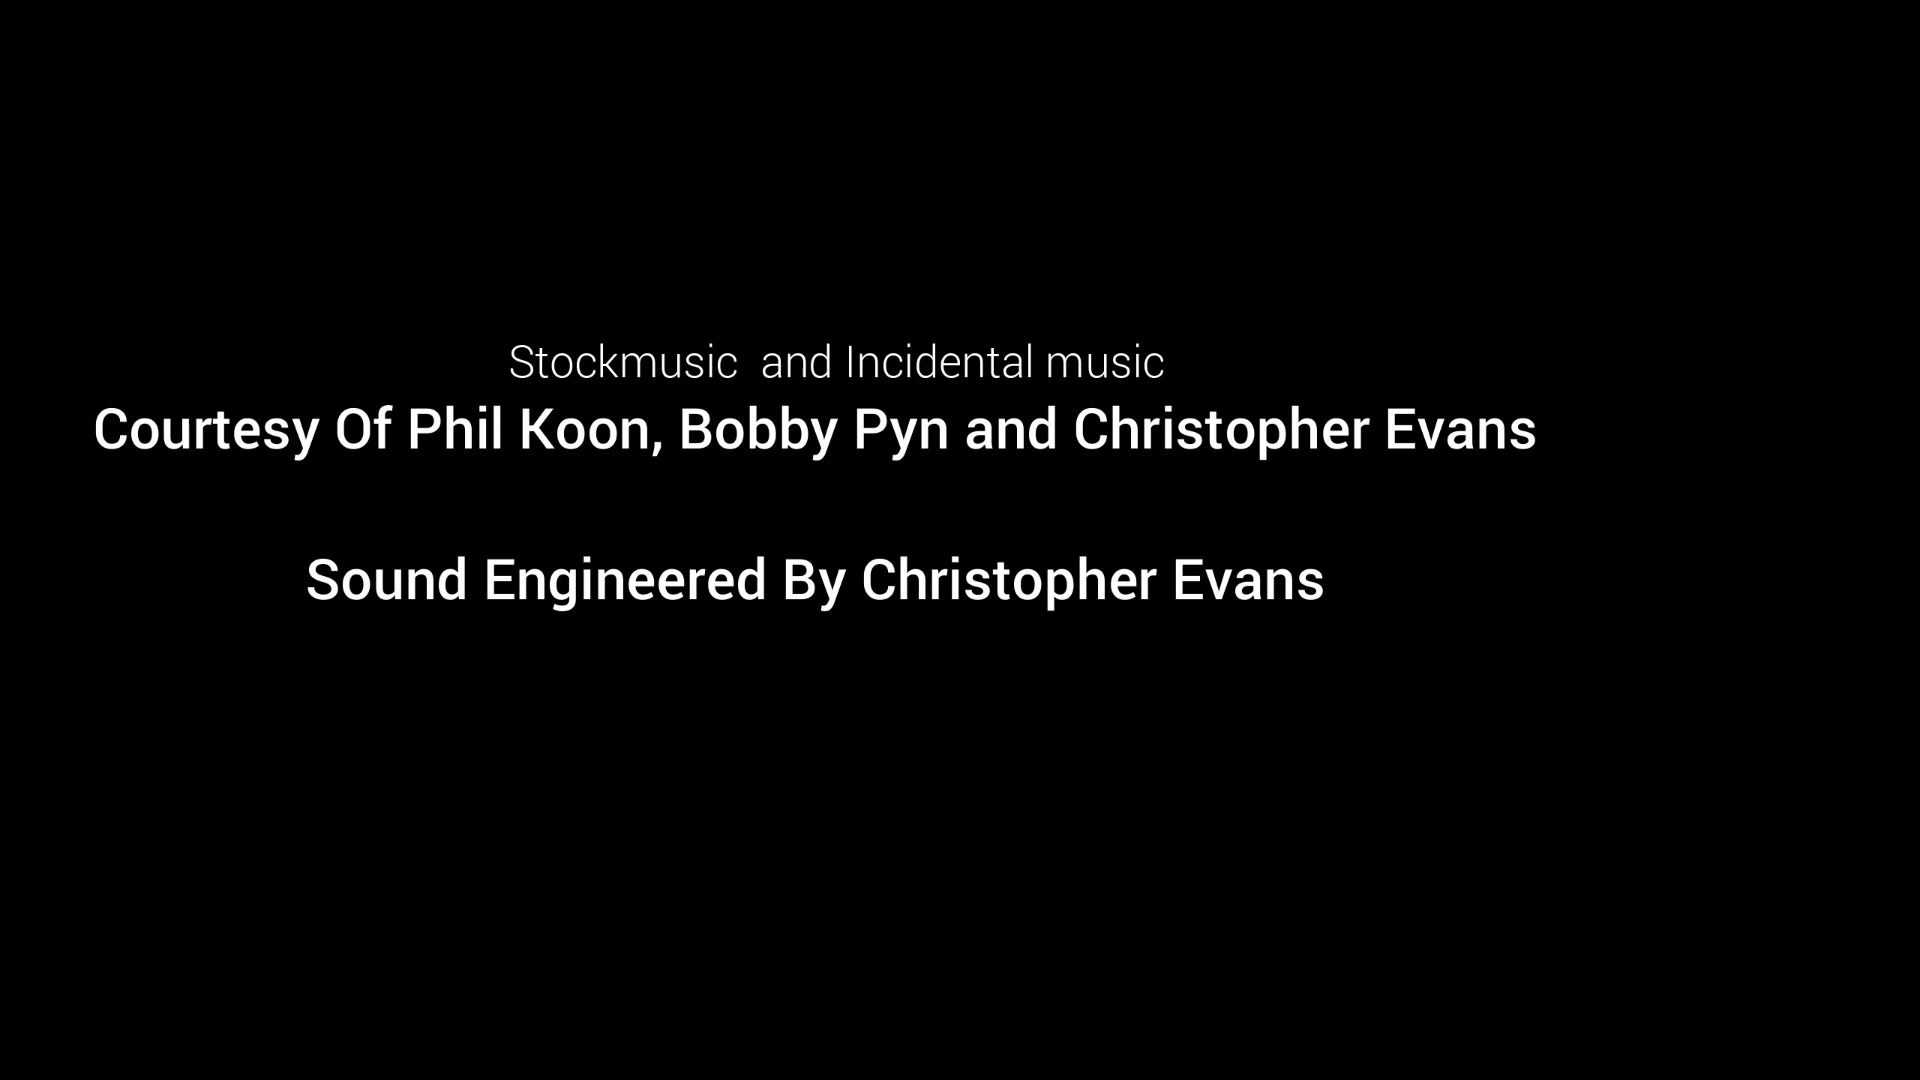 Stockmusic  and Incidental music
Courtesy Of Phil Koon, Bobby Pyn and Christopher Evans
Sound Engineered By Christopher Evans